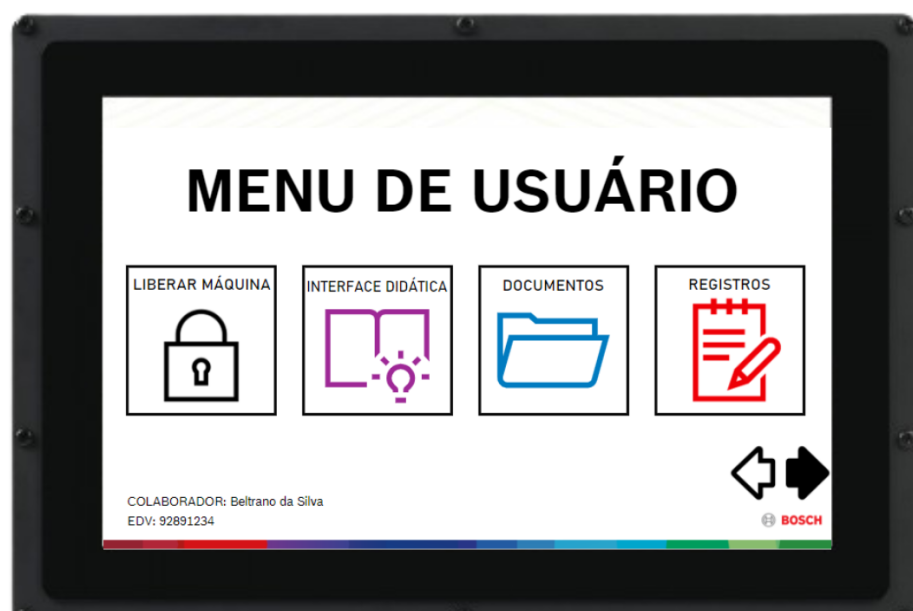 MENU DE USUÁRIO
LIBERAR MÁQUINA
INTERFACE DIDÁTICA
DOCUMENTOS
REGISTROS
COLABORADOR: Beltrano da Silva
EDV: 92891234
BOSCH